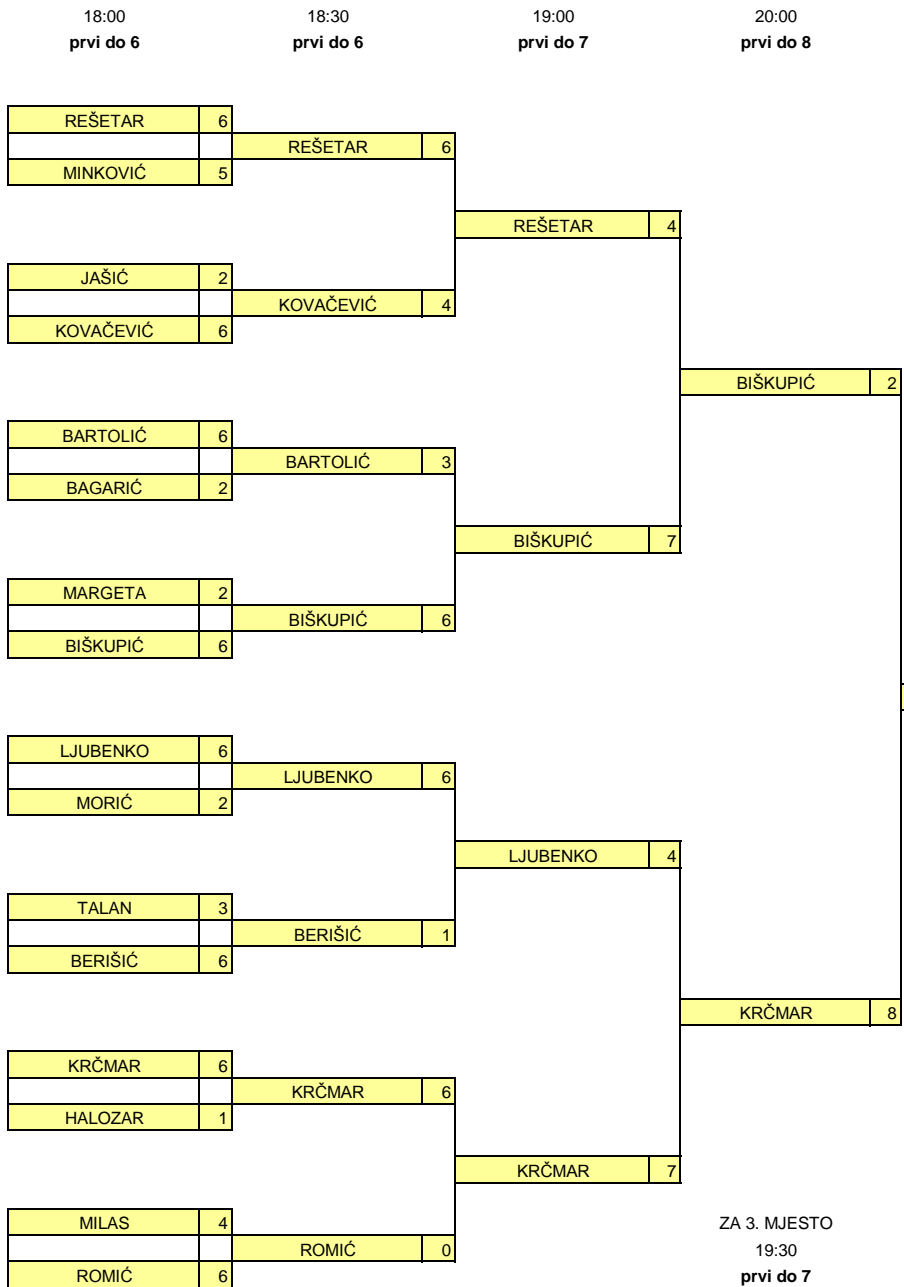 18:00 18:30 19:00 20:00
prvi do 6 prvi do 6 prvi do 7 prvi do 8
REŠETAR 6
REŠETAR 6
MINKOVIĆ 5
REŠETAR 4
JAŠIĆ 2
KOVAČEVIĆ 4
KOVAČEVIĆ 6
BIŠKUPIĆ 2
BARTOLIĆ 6
BARTOLIĆ 3
BAGARIĆ 2
BIŠKUPIĆ 7
MARGETA 2
BIŠKUPIĆ 6
BIŠKUPIĆ 6
LJUBENKO 6
LJUBENKO 6
MORIĆ 2
LJUBENKO 4
TALAN 3
BERIŠIĆ 1
BERIŠIĆ 6
KRČMAR 8
KRČMAR 6
KRČMAR 6
HALOZAR 1
KRČMAR 7
MILAS 4 ZA 3. MJESTO
ROMIĆ 0 19:30
ROMIĆ 6 prvi do 7